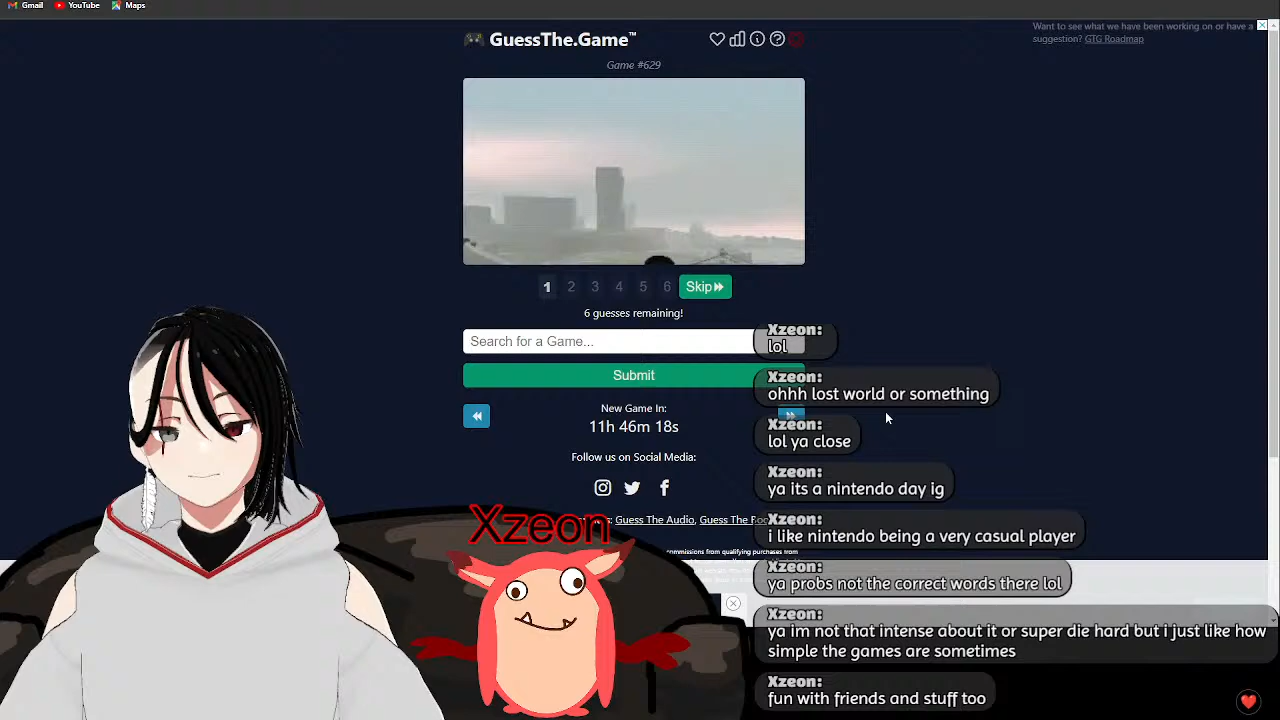 Gmail YouTube Maps
Want to see what we have been working on or have a
suggestion? GTG Roadmap
GuessThe.Game™
Game #629
1 2 3 4 5 6 Skip
6 guesses remaining!
Search for a Game...
Submit
New Game In:
11h 46m 18s
Follow us on Social Media:
Guess The Audio, Guess The
commissions from qualifying purchases from
Xzeon
Xzeon:
lol
Xzeon:
ohhh lost world or something
Xzeon:
lol ya close
Xzeon:
ya its a nintendo day ig
Xzeon:
i like nintendo being a very casual player
Xzeon:
ya probs not the correct words there lol
Xzeon:
ya im not that intense about it or super die hard but i just like how
simple the games are sometimes
Xzeon:
fun with friends and stuff too